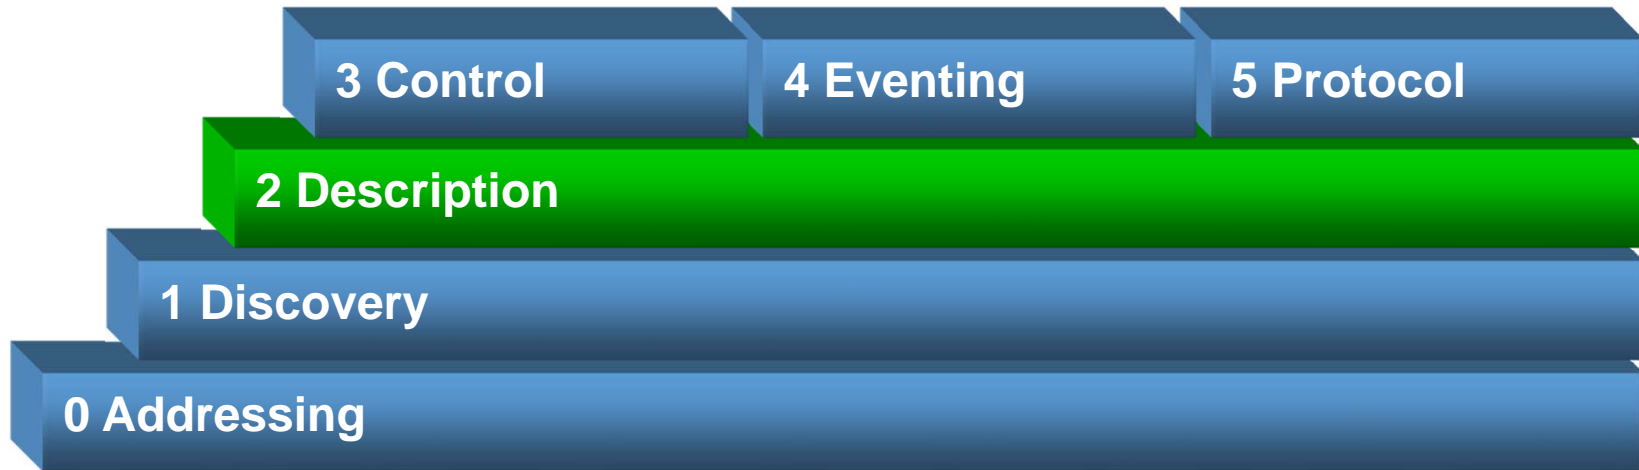 3 Control
4 Eventing
5 Protocol
2 Description
1 Discovery
0 Addressing